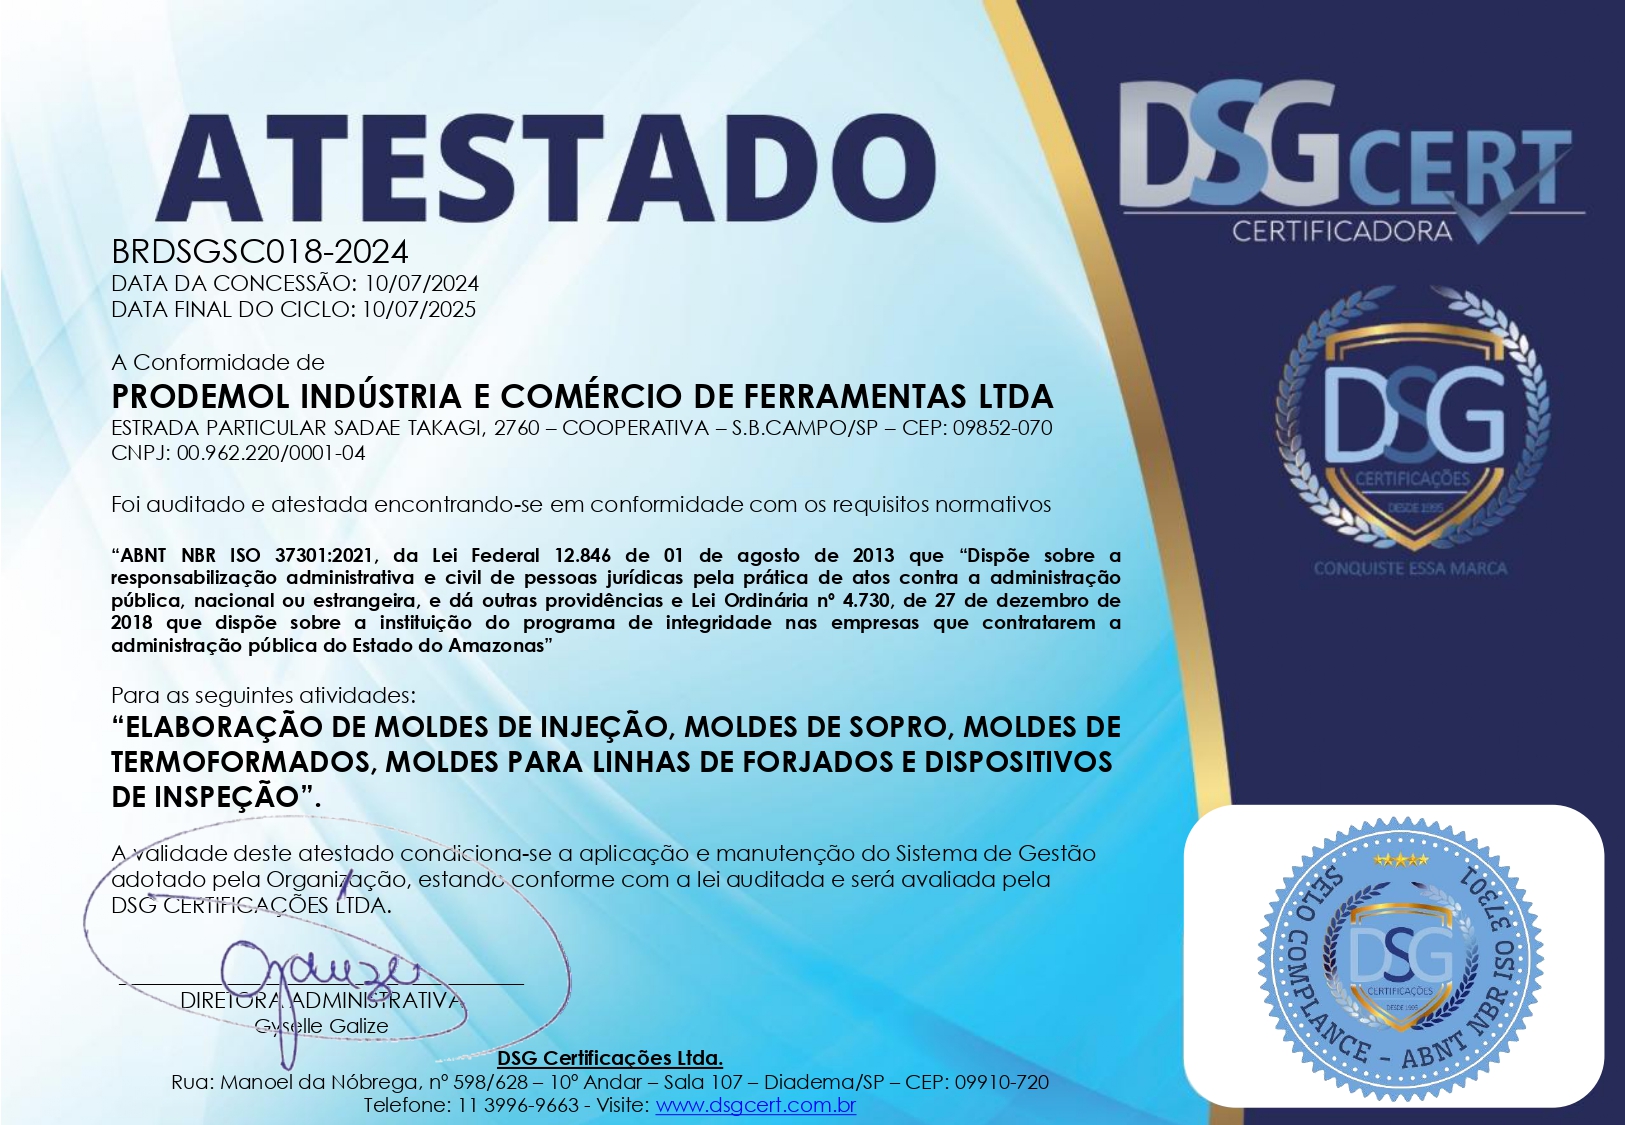 ATESTADO
BRDSGSC018-2024
DATA DA CONCESSÃO: 10/07/2024
DATA FINAL DO CICLO: 10/07/2025
A Conformidade de
PRODEMOL INDÚSTRIA E COMÉRCIO DE FERRAMENTAS LTDA
ESTRADA PARTICULAR SADAE TAKAGI, 2760 – COOPERATIVA – S.B.CAMPO/SP – CEP: 09852-070
CNPJ: 00.962.220/0001-04
Foi auditado e atestada encontrando-se em conformidade com os requisitos normativos
“ABNT NBR ISO 37301:2021, da Lei Federal 12.846 de 01 de agosto de 2013 que “Dispõe sobre a
responsabilização administrativa e civil de pessoas jurídicas pela prática de atos contra a administração
pública, nacional ou estrangeira, e dá outras providências e Lei Ordinária nº 4.730, de 27 de dezembro de
2018 que dispõe sobre a instituição do programa de integridade nas empresas que contratarem a
administração pública do Estado do Amazonas”
Para as seguintes atividades:
“ELABORAÇÃO DE MOLDES DE INJEÇÃO, MOLDES DE SOPRO, MOLDES DE
TERMOFORMADOS, MOLDES PARA LINHAS DE FORJADOS E DISPOSITIVOS
DE INSPEÇÃO”.
A validade deste atestado condiciona-se a aplicação e manutenção do Sistema de Gestão
adotado pela Organização, estando conforme com a lei auditada e será avaliada pela
DSG CERTIFICAÇÕES LTDA.
DIRETORA ADMINISTRATIVA
Gyselle Galize
DSG Certificações Ltda.
Rua: Manoel da Nóbrega, nº 598/628 – 10º Andar – Sala 107 – Diadema/SP – CEP: 09910-720
Telefone: 11 3996-9663 - Visite: www.dsgcert.com.br
DSG CERT
CERTIFICADORA
DSG
CERTIFICAÇÕES
DESDE 1995
CONQUISTE ESSA MARCA
SELO COMPLANCE – ABNT NBR ISO 37301
DSG
CERTIFICAÇÕES
DESDE 1995